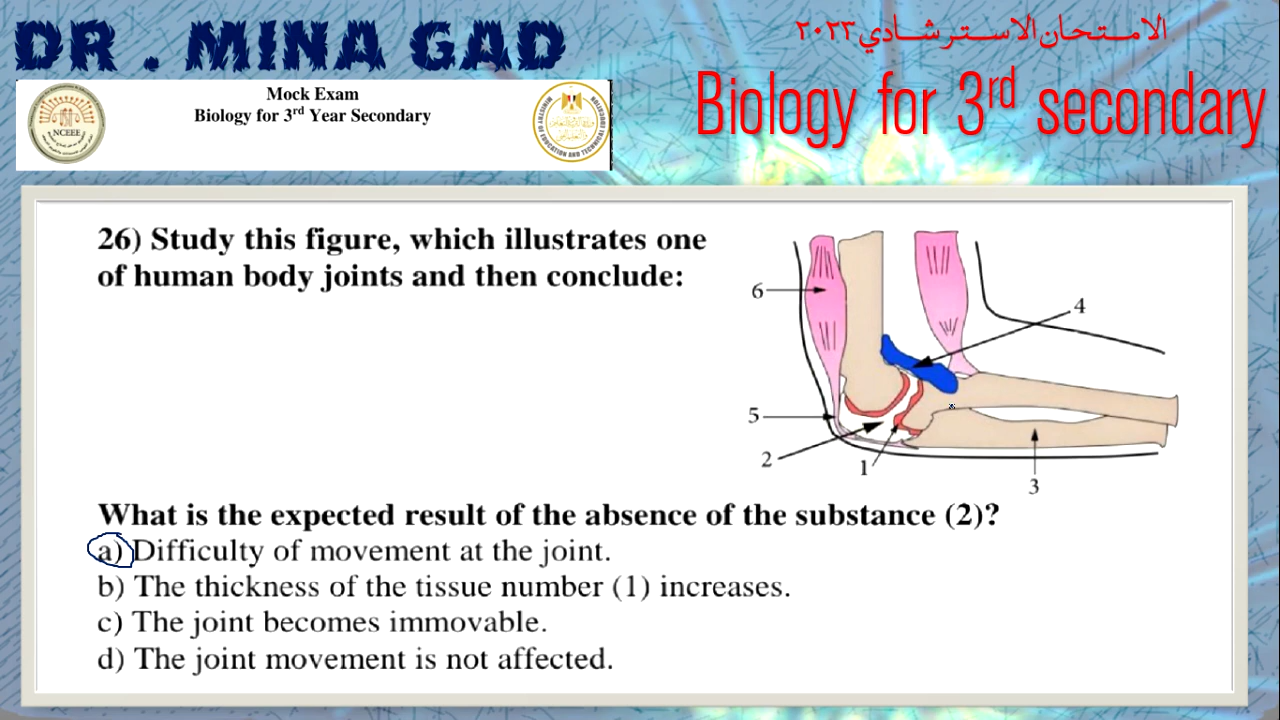 DR . MINA GAD
الامتحان الاسترشادي ٢٠٢٣
Mock Exam
Biology for 3rd Year Secondary
NCEEE
Biology for 3rd secondary
26) Study this figure, which illustrates one
of human body joints and then conclude:
6
4
5
2
1
3
What is the expected result of the absence of the substance (2)?
a) Difficulty of movement at the joint.
b) The thickness of the tissue number (1) increases.
c) The joint becomes immovable.
d) The joint movement is not affected.